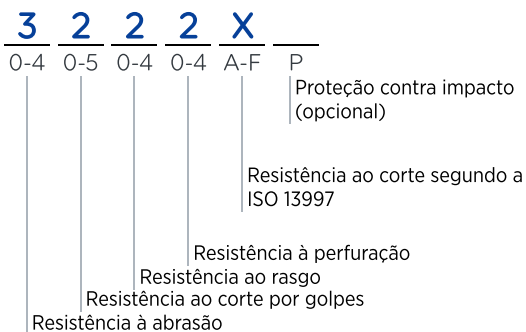 3 2 2 2 X
0-4 0-5 0-4 0-4 A-F P
Proteção contra impacto
(opcional)
Resistência ao corte segundo a
ISO 13997
Resistência à perfuração
Resistência ao rasgo
Resistência ao corte por golpes
Resistência à abrasão